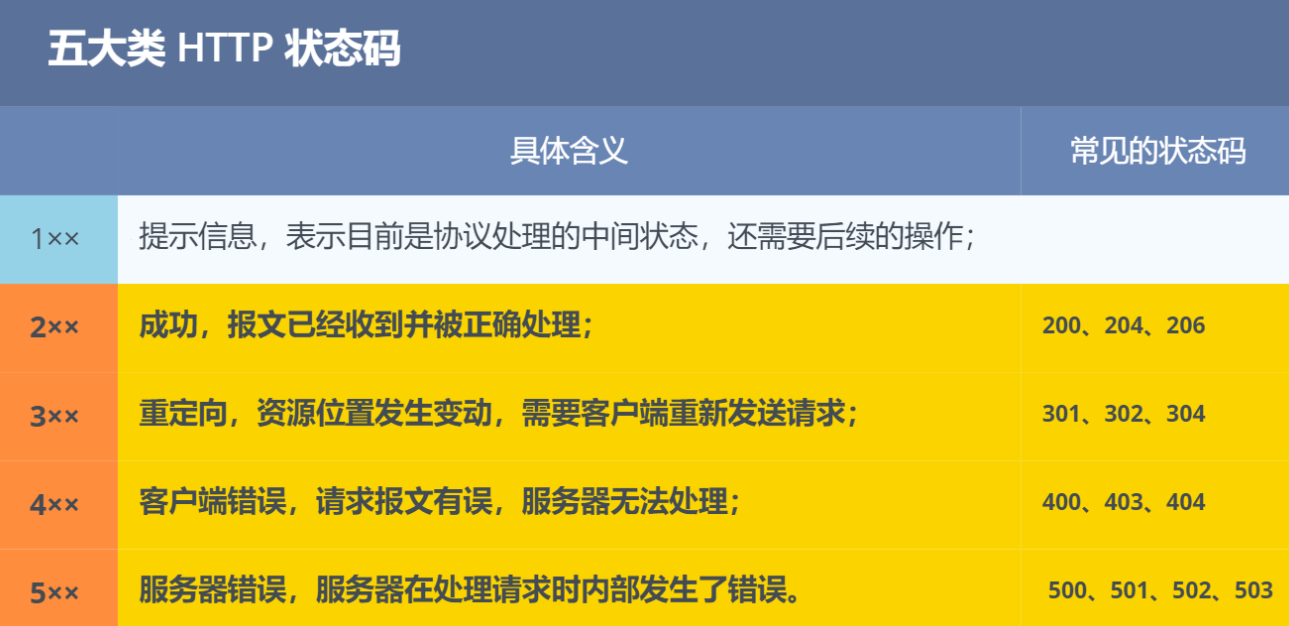 五大类 HTTP 状态码
具体含义 常见的状态码
1×× 提示信息，表示目前是协议处理的中间状态，还需要后续的操作；
2×× 成功，报文已经收到并被正确处理； 200、204、206
3×× 重定向，资源位置发生变动，需要客户端重新发送请求； 301、302、304
4×× 客户端错误，请求报文有误，服务器无法处理； 400、403、404
5×× 服务器错误，服务器在处理请求时内部发生了错误。 500、501、502、503